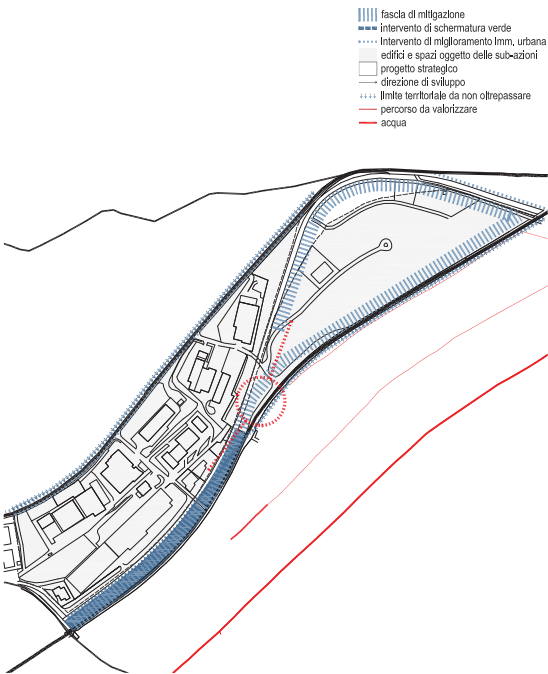 fascia di mitigazione
intervento di schermatura verde
intervento di miglioramento imm. urbana
edifici e spazi oggetto delle sub-azioni
progetto strategico
direzione di sviluppo
limite territoriale da non oltrepassare
percorso da valorizzare
acqua